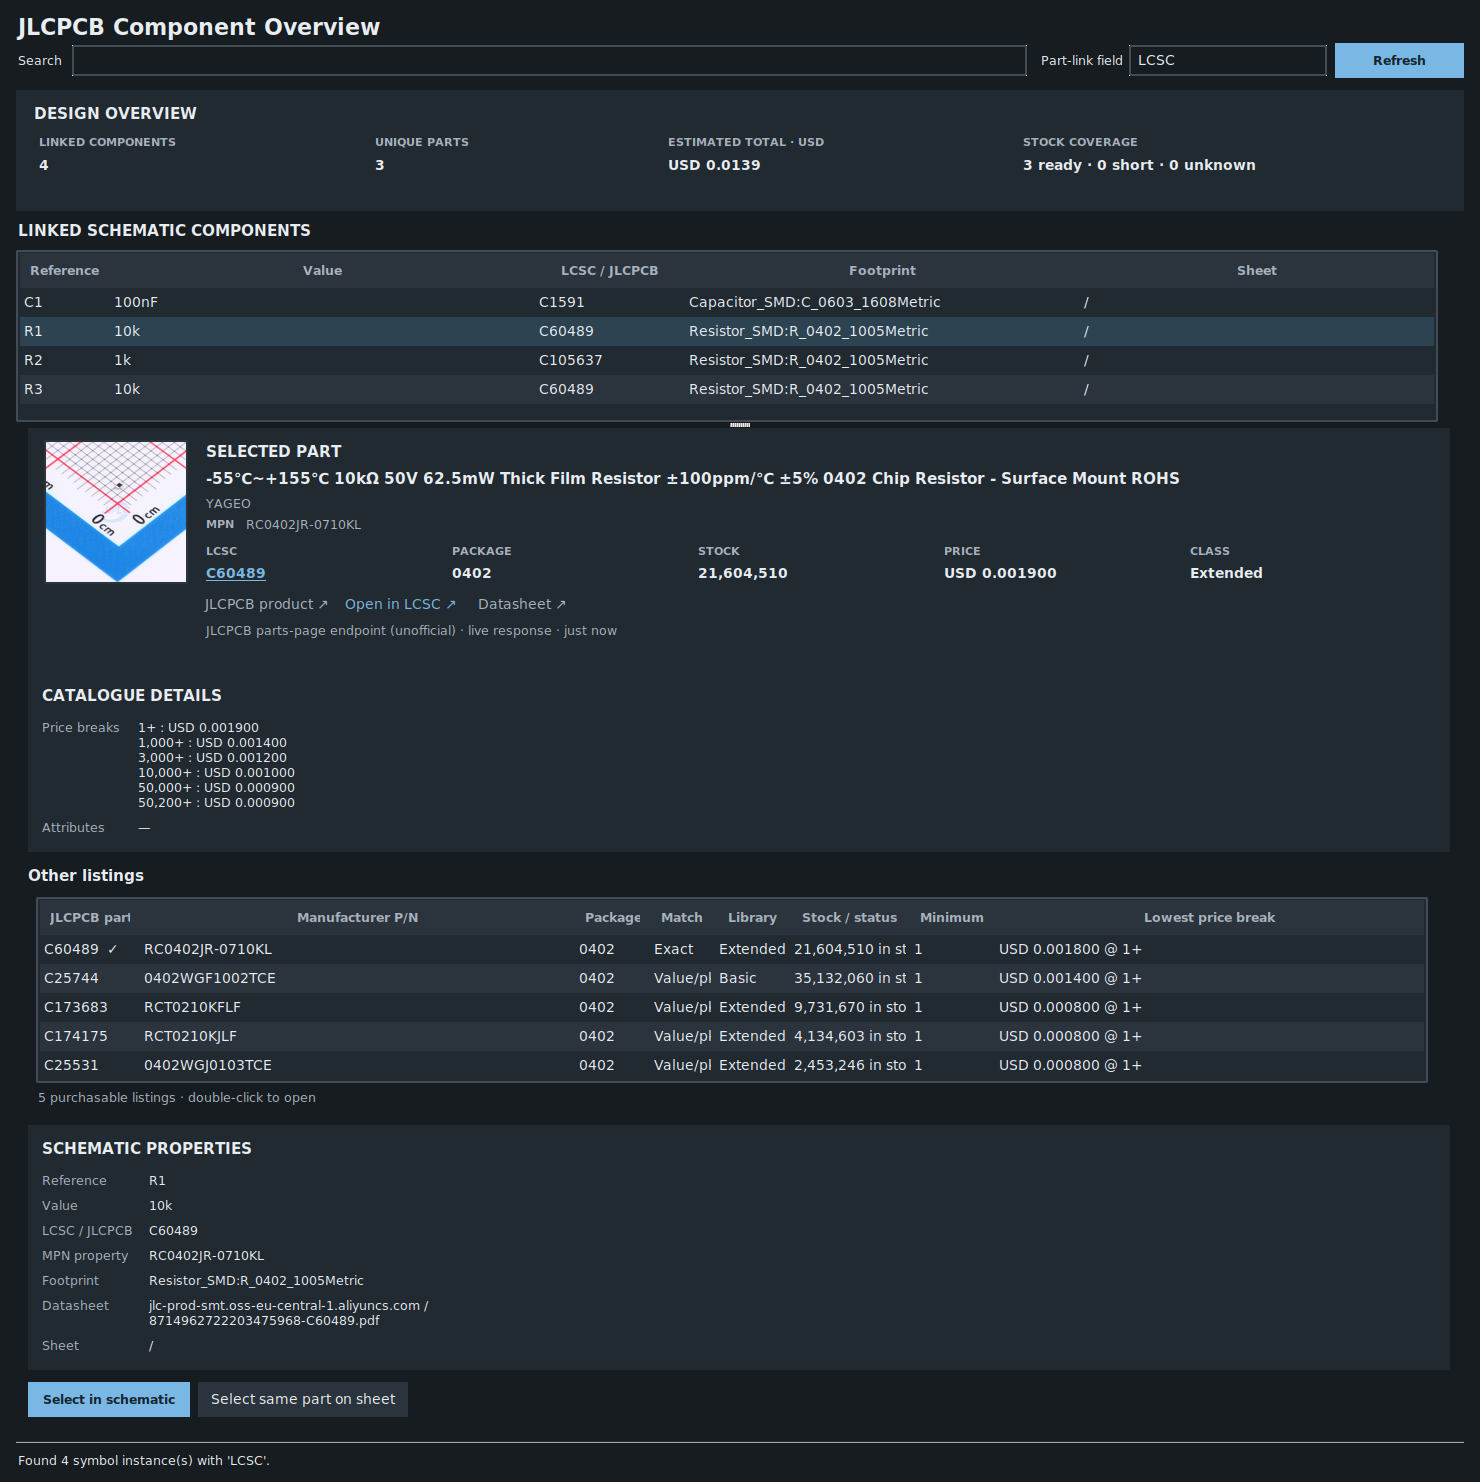 JLCPCB Component Overview
Search Part-link field LCSC Refresh
DESIGN OVERVIEW
LINKED COMPONENTS UNIQUE PARTS ESTIMATED TOTAL · USD STOCK COVERAGE
4 3 USD 0.0139 3 ready · 0 short · 0 unknown
LINKED SCHEMATIC COMPONENTS
Reference Value LCSC / JLCPCB Footprint Sheet
C1 100nF C1591 Capacitor_SMD:C_0603_1608Metric /
R1 10k C60489 Resistor_SMD:R_0402_1005Metric /
R2 1k C105637 Resistor_SMD:R_0402_1005Metric /
R3 10k C60489 Resistor_SMD:R_0402_1005Metric /
SELECTED PART
-55℃~+155℃ 10kΩ 50V 62.5mW Thick Film Resistor ±100ppm/℃ ±5% 0402 Chip Resistor - Surface Mount ROHS
YAGEO
MPN RC0402JR-0710KL
0cm 0cm
LCSC PACKAGE STOCK PRICE CLASS
C60489 0402 21,604,510 USD 0.001900 Extended
JLCPCB product ↗ Open in LCSC ↗ Datasheet ↗
JLCPCB parts-page endpoint (unofficial) · live response · just now
CATALOGUE DETAILS
Price breaks 1+ : USD 0.001900
1,000+ : USD 0.001400
3,000+ : USD 0.001200
10,000+ : USD 0.001000
50,000+ : USD 0.000900
50,200+ : USD 0.000900
Attributes —
Other listings
JLCPCB part Manufacturer P/N Package Match Library Stock / status Minimum Lowest price break
C60489 ✓ RC0402JR-0710KL 0402 Exact Extended 21,604,510 in st 1 USD 0.001800 @ 1+
C25744 0402WGF1002TCE 0402 Value/pl Basic 35,132,060 in st 1 USD 0.001400 @ 1+
C173683 RCT0210KFLF 0402 Value/pl Extended 9,731,670 in sto 1 USD 0.000800 @ 1+
C174175 RCT0210KJLF 0402 Value/pl Extended 4,134,603 in sto 1 USD 0.000800 @ 1+
C25531 0402WGJ0103TCE 0402 Value/pl Extended 2,453,246 in sto 1 USD 0.000800 @ 1+
5 purchasable listings · double-click to open
SCHEMATIC PROPERTIES
Reference R1
Value 10k
LCSC / JLCPCB C60489
MPN property RC0402JR-0710KL
Footprint Resistor_SMD:R_0402_1005Metric
Datasheet jlc-prod-smt.oss-eu-central-1.aliyuncs.com /
8714962722203475968-C60489.pdf
Sheet /
Select in schematic Select same part on sheet
Found 4 symbol instance(s) with 'LCSC'.